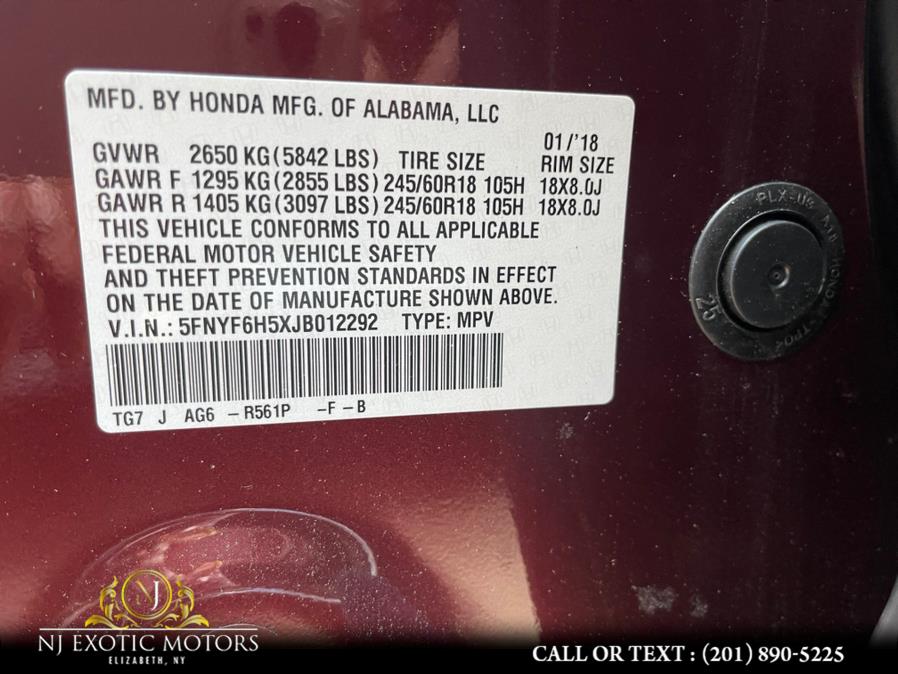 MFD. BY HONDA MFG. OF ALABAMA, LLC
01/'18
GVWR 2650 KG(5842 LBS) TIRE SIZE RIM SIZE
GAWR F 1295 KG(2855 LBS) 245/60R18 105H 18X8.0J
GAWR R 1405 KG(3097 LBS) 245/60R18 105H 18X8.0J
THIS VEHICLE CONFORMS TO ALL APPLICABLE
FEDERAL MOTOR VEHICLE SAFETY
AND THEFT PREVENTION STANDARDS IN EFFECT
ON THE DATE OF MANUFACTURE SHOWN ABOVE.
V.I.N.: 5FNYF6H5XJB012292 TYPE: MPV
TG7 J AG6 -R561P -F-B
25
NJ
NJ EXOTIC MOTORS
ELIZABETH, NY
CALL OR TEXT : (201) 890-5225